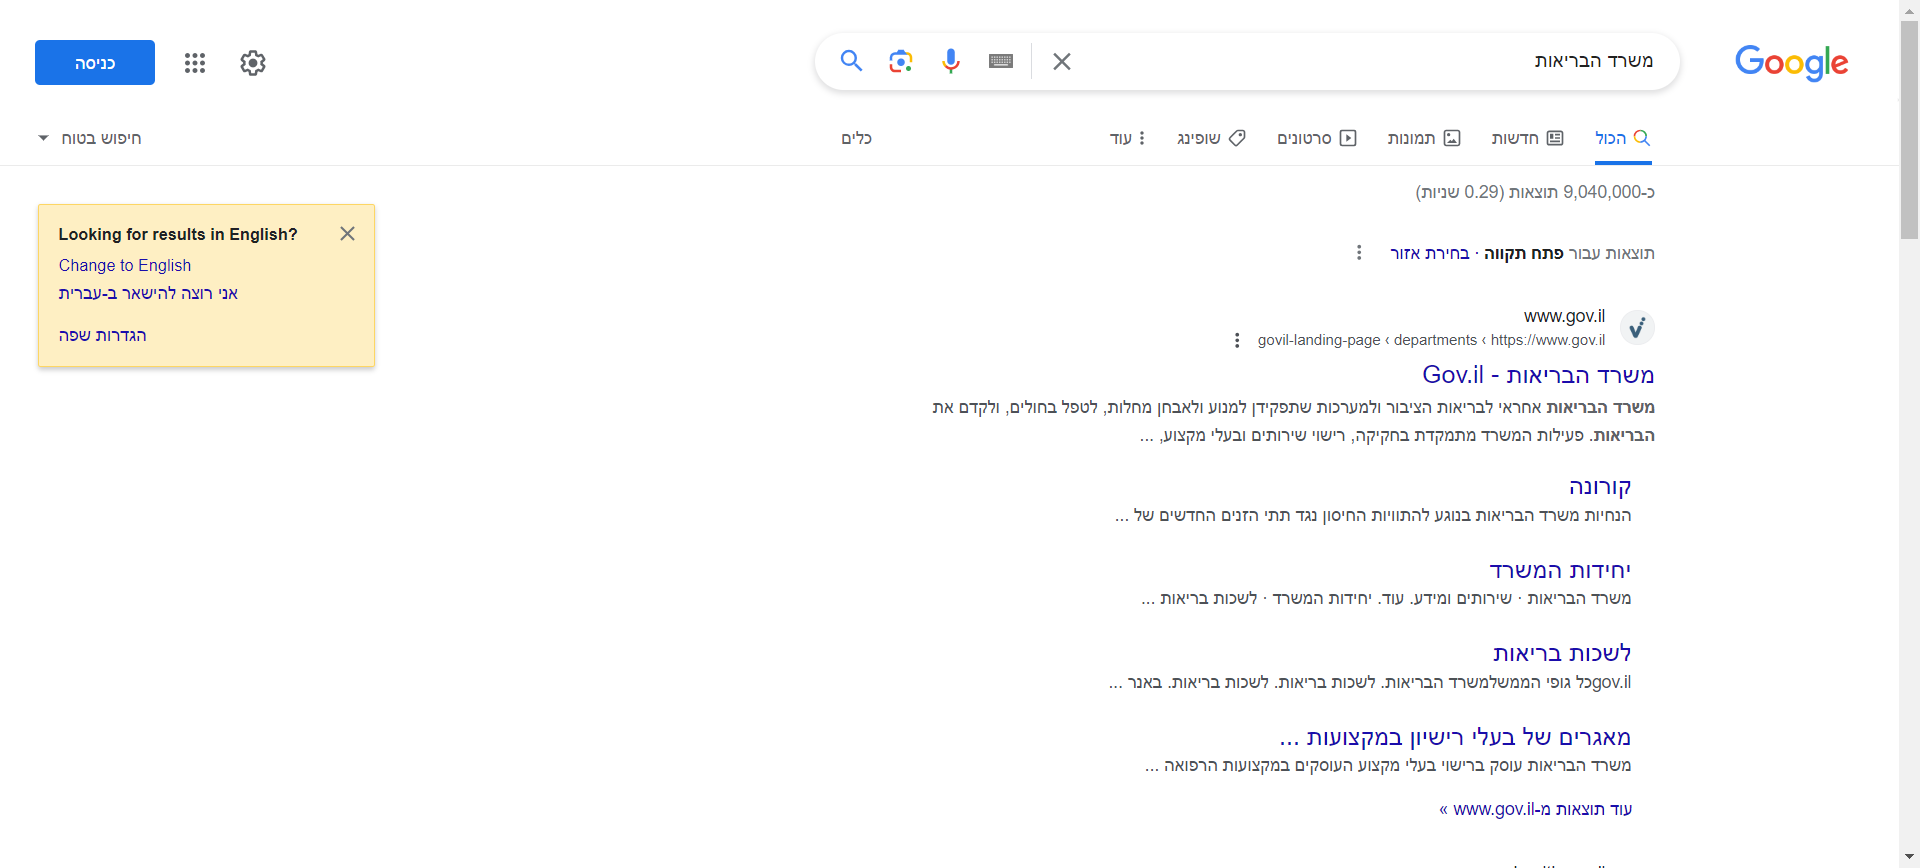 Google
משרד הבריאות
כניסה
הכול
חדשות
תמונות
סרטונים
שופינג
עוד
כלים
חיפוש בטוח
כ-9,040,000 תוצאות (0.29 שניות)
תוצאות עבור פתח תקווה · בחירת אזור
www.gov.il
https://www.gov.il › departments › govil-landing-page
משרד הבריאות - Gov.il
משרד הבריאות אחראי לבריאות הציבור ולמערכות שתפקידן למנוע ולאבחן מחלות, לטפל בחולים, ולקדם את
הבריאות. פעילות המשרד מתמקדת בחקיקה, רישוי שירותים ובעלי מקצוע, ...
קורונה
הנחיות משרד הבריאות בנוגע להתוויות החיסון נגד תתי הזנים החדשים של ...
יחידות המשרד
משרד הבריאות · שירותים ומידע. עוד. יחידות המשרד · לשכות בריאות ...
לשכות בריאות
gov.ilכל גופי הממשלמשרד הבריאות. לשכות בריאות. לשכות בריאות. באנר ...
מאגרים של בעלי רישיון במקצועות ...
משרד הבריאות עוסק ברישוי בעלי מקצוע העוסקים במקצועות הרפואה ...
עוד תוצאות מ-www.gov.il »
Looking for results in English?
Change to English
אני רוצה להישאר ב-עברית
הגדרות שפה